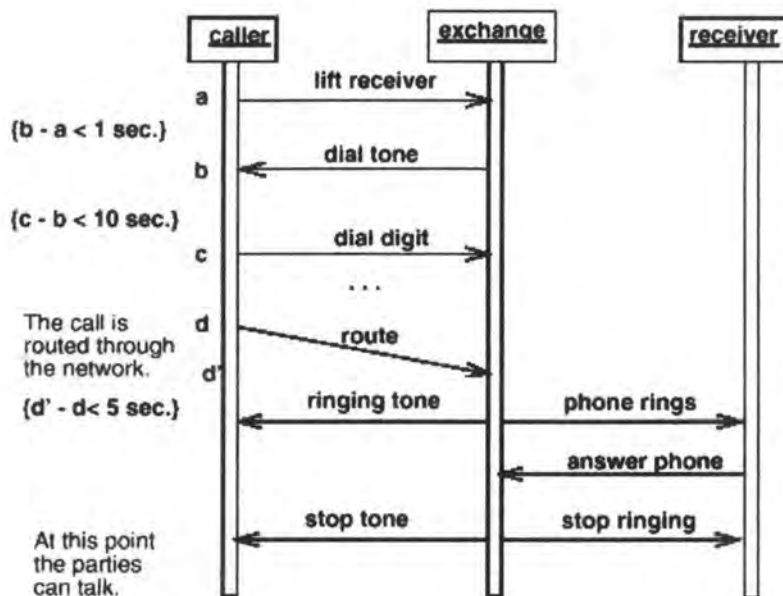 caller
exchange
receiver
a
lift receiver
{b - a < 1 sec.}
b
dial tone
{c - b < 10 sec.}
c
dial digit
. . .
The call is
routed through
the network.
d
route
d'
{d' - d< 5 sec.}
ringing tone
phone rings
answer phone
stop tone
stop ringing
At this point
the parties
can talk.